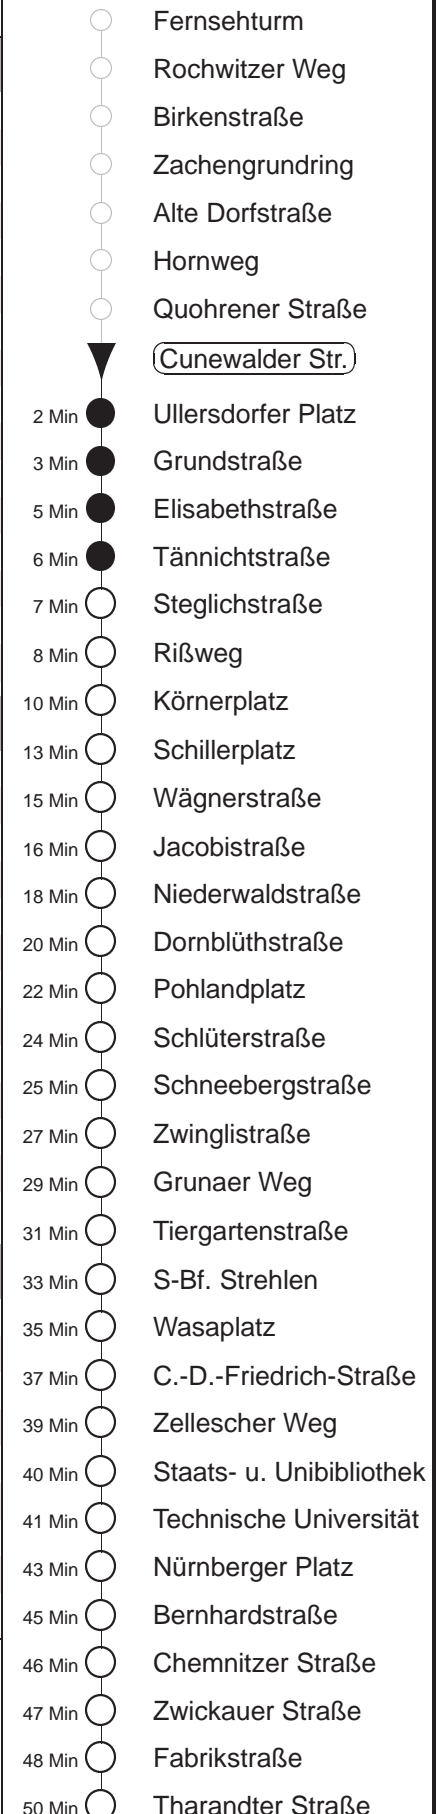 Fernsehturm
Rochwitzer Weg
Birkenstraße
Zachengrundring
Alte Dorfstraße
Hornweg
Quohrener Straße
Cunewalder Str.
2 Min Ullersdorfer Platz
3 Min Grundstraße
5 Min Elisabethstraße
6 Min Tännichtstraße
7 Min Steglichstraße
8 Min Rißweg
10 Min Körnerplatz
13 Min Schillerplatz
15 Min Wägnerstraße
16 Min Jacobistraße
18 Min Niederwaldstraße
20 Min Dornblüthstraße
22 Min Pohlandplatz
24 Min Schlüterstraße
25 Min Schneebergstraße
27 Min Zwinglistraße
29 Min Grunaer Weg
31 Min Tiergartenstraße
33 Min S-Bf. Strehlen
35 Min Wasaplatz
37 Min C.-D.-Friedrich-Straße
39 Min Zellescher Weg
40 Min Staats- u. Unibibliothek
41 Min Technische Universität
43 Min Nürnberger Platz
45 Min Bernhardstraße
46 Min Chemnitzer Straße
47 Min Zwickauer Straße
48 Min Fabrikstraße
50 Min Tharandter Straße